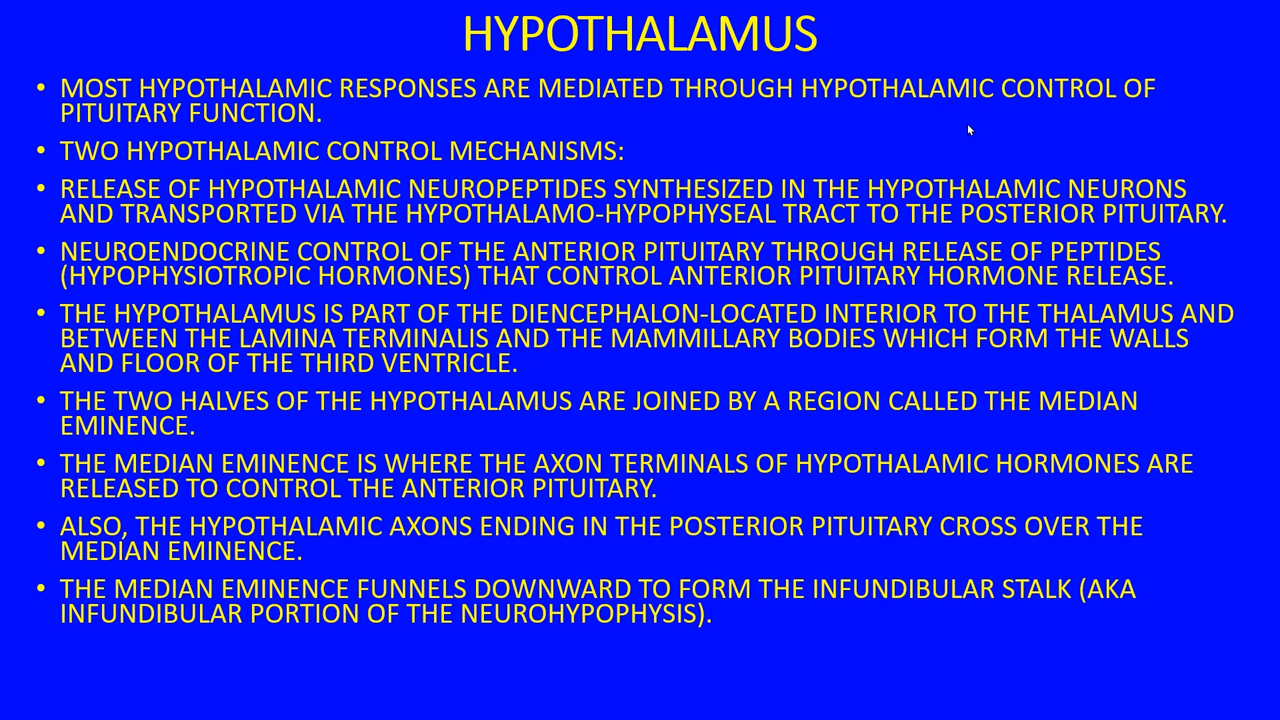 HYPOTHALAMUS
• MOST HYPOTHALAMIC RESPONSES ARE MEDIATED THROUGH HYPOTHALAMIC CONTROL OF
PITUITARY FUNCTION.
• TWO HYPOTHALAMIC CONTROL MECHANISMS:
• RELEASE OF HYPOTHALAMIC NEUROPEPTIDES SYNTHESIZED IN THE HYPOTHALAMIC NEURONS
AND TRANSPORTED VIA THE HYPOTHALAMO-HYPOPHYSEAL TRACT TO THE POSTERIOR PITUITARY.
• NEUROENDOCRINE CONTROL OF THE ANTERIOR PITUITARY THROUGH RELEASE OF PEPTIDES
(HYPOPHYSIOTROPIC HORMONES) THAT CONTROL ANTERIOR PITUITARY HORMONE RELEASE.
• THE HYPOTHALAMUS IS PART OF THE DIENCEPHALON-LOCATED INTERIOR TO THE THALAMUS AND
BETWEEN THE LAMINA TERMINALIS AND THE MAMMILLARY BODIES WHICH FORM THE WALLS
AND FLOOR OF THE THIRD VENTRICLE.
• THE TWO HALVES OF THE HYPOTHALAMUS ARE JOINED BY A REGION CALLED THE MEDIAN
EMINENCE.
• THE MEDIAN EMINENCE IS WHERE THE AXON TERMINALS OF HYPOTHALAMIC HORMONES ARE
RELEASED TO CONTROL THE ANTERIOR PITUITARY.
• ALSO, THE HYPOTHALAMIC AXONS ENDING IN THE POSTERIOR PITUITARY CROSS OVER THE
MEDIAN EMINENCE.
• THE MEDIAN EMINENCE FUNNELS DOWNWARD TO FORM THE INFUNDIBULAR STALK (AKA
INFUNDIBULAR PORTION OF THE NEUROHYPOPHYSIS).